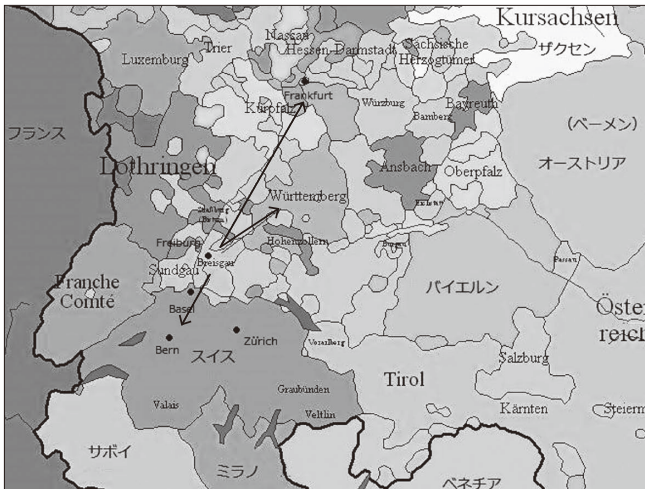 Kursachsen
ザクセン
Nassau
Hessen-Darmstadt
Sächsische
Herzogtümer
Trier
Luxemburg
Frankfurt
Kurpfalz
Würzburg
Bamberg
Bayreuth
フランス
(ベーメン)
オーストリア
Lothringen
Ansbach
Oberpfalz
Württemberg
Freiburg
Hohenzollern
Breisgau
Sundgau
Passau
Franche
Comté
バイエルン
Basel
Öster
reich
Bern
Zürich
スイス
Vorarlberg
Salzburg
Tirol
Graubünden
Valais
Veltlin
Kärnten
Steierm
サボイ
ミラノ
ベネチア